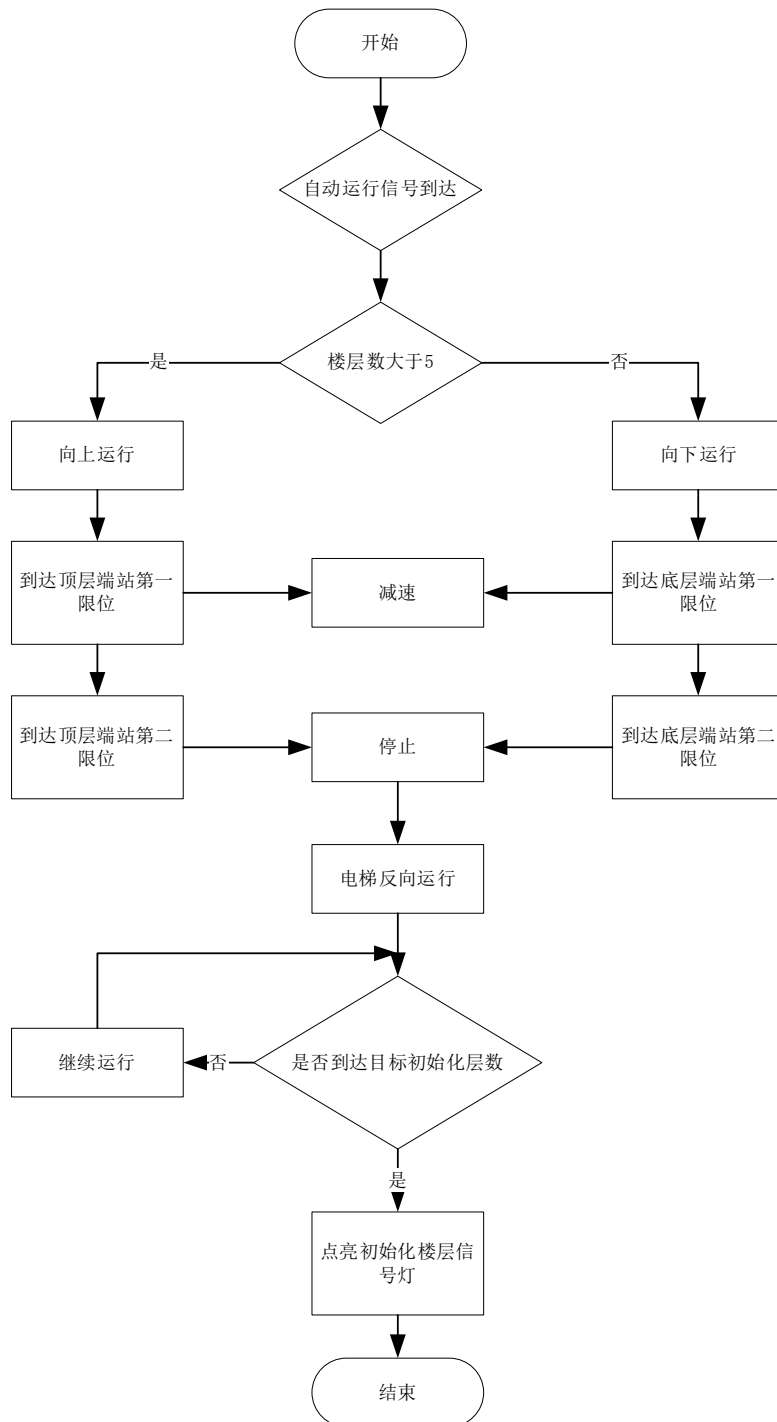 开始
自动运行信号到达
楼层数大于5
是
否
向上运行
向下运行
到达顶层端站第一
限位
减速
到达底层端站第一
限位
到达顶层端站第二
限位
停止
到达底层端站第二
限位
电梯反向运行
继续运行
否
是否到达目标初始化层数
是
点亮初始化楼层信
号灯
结束